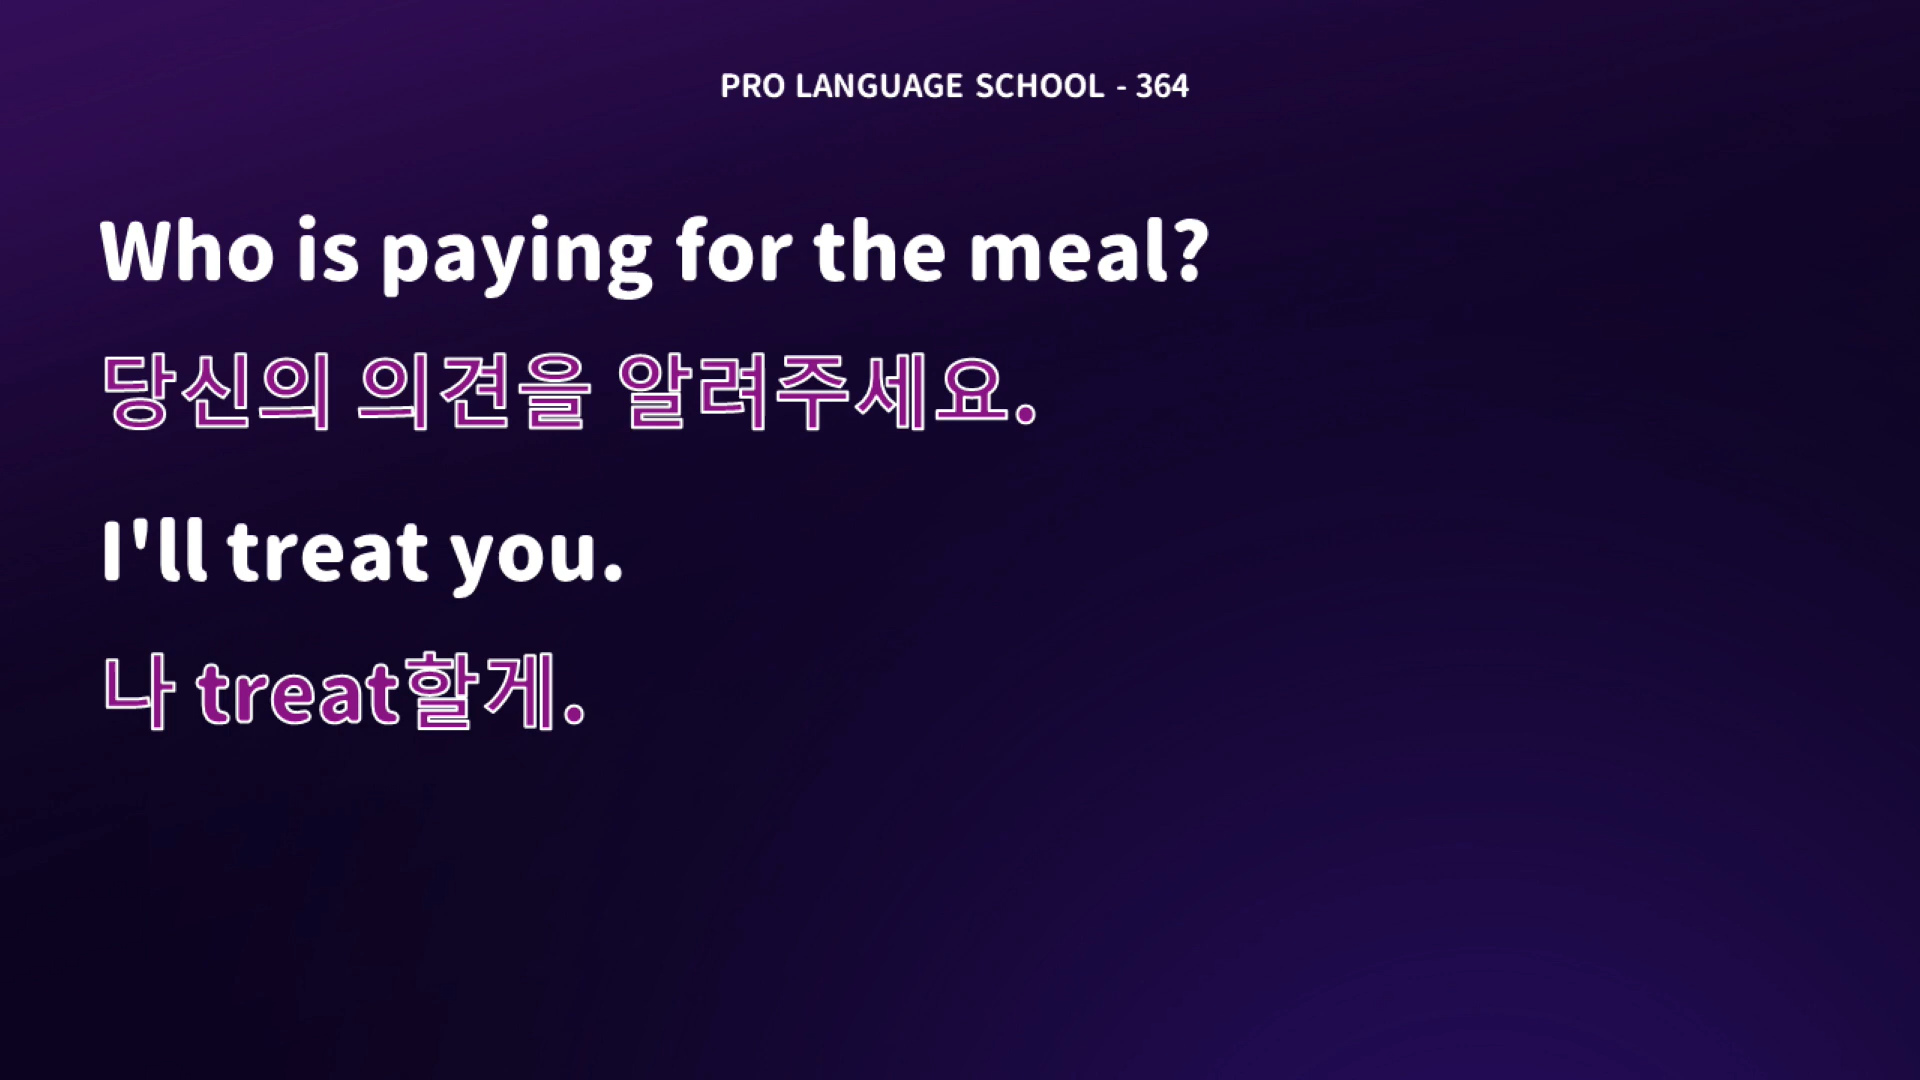 PRO LANGUAGE SCHOOL - 364
Who is paying for the meal?
당신의 의견을 알려주세요.
I'll treat you.
나 treat할게.